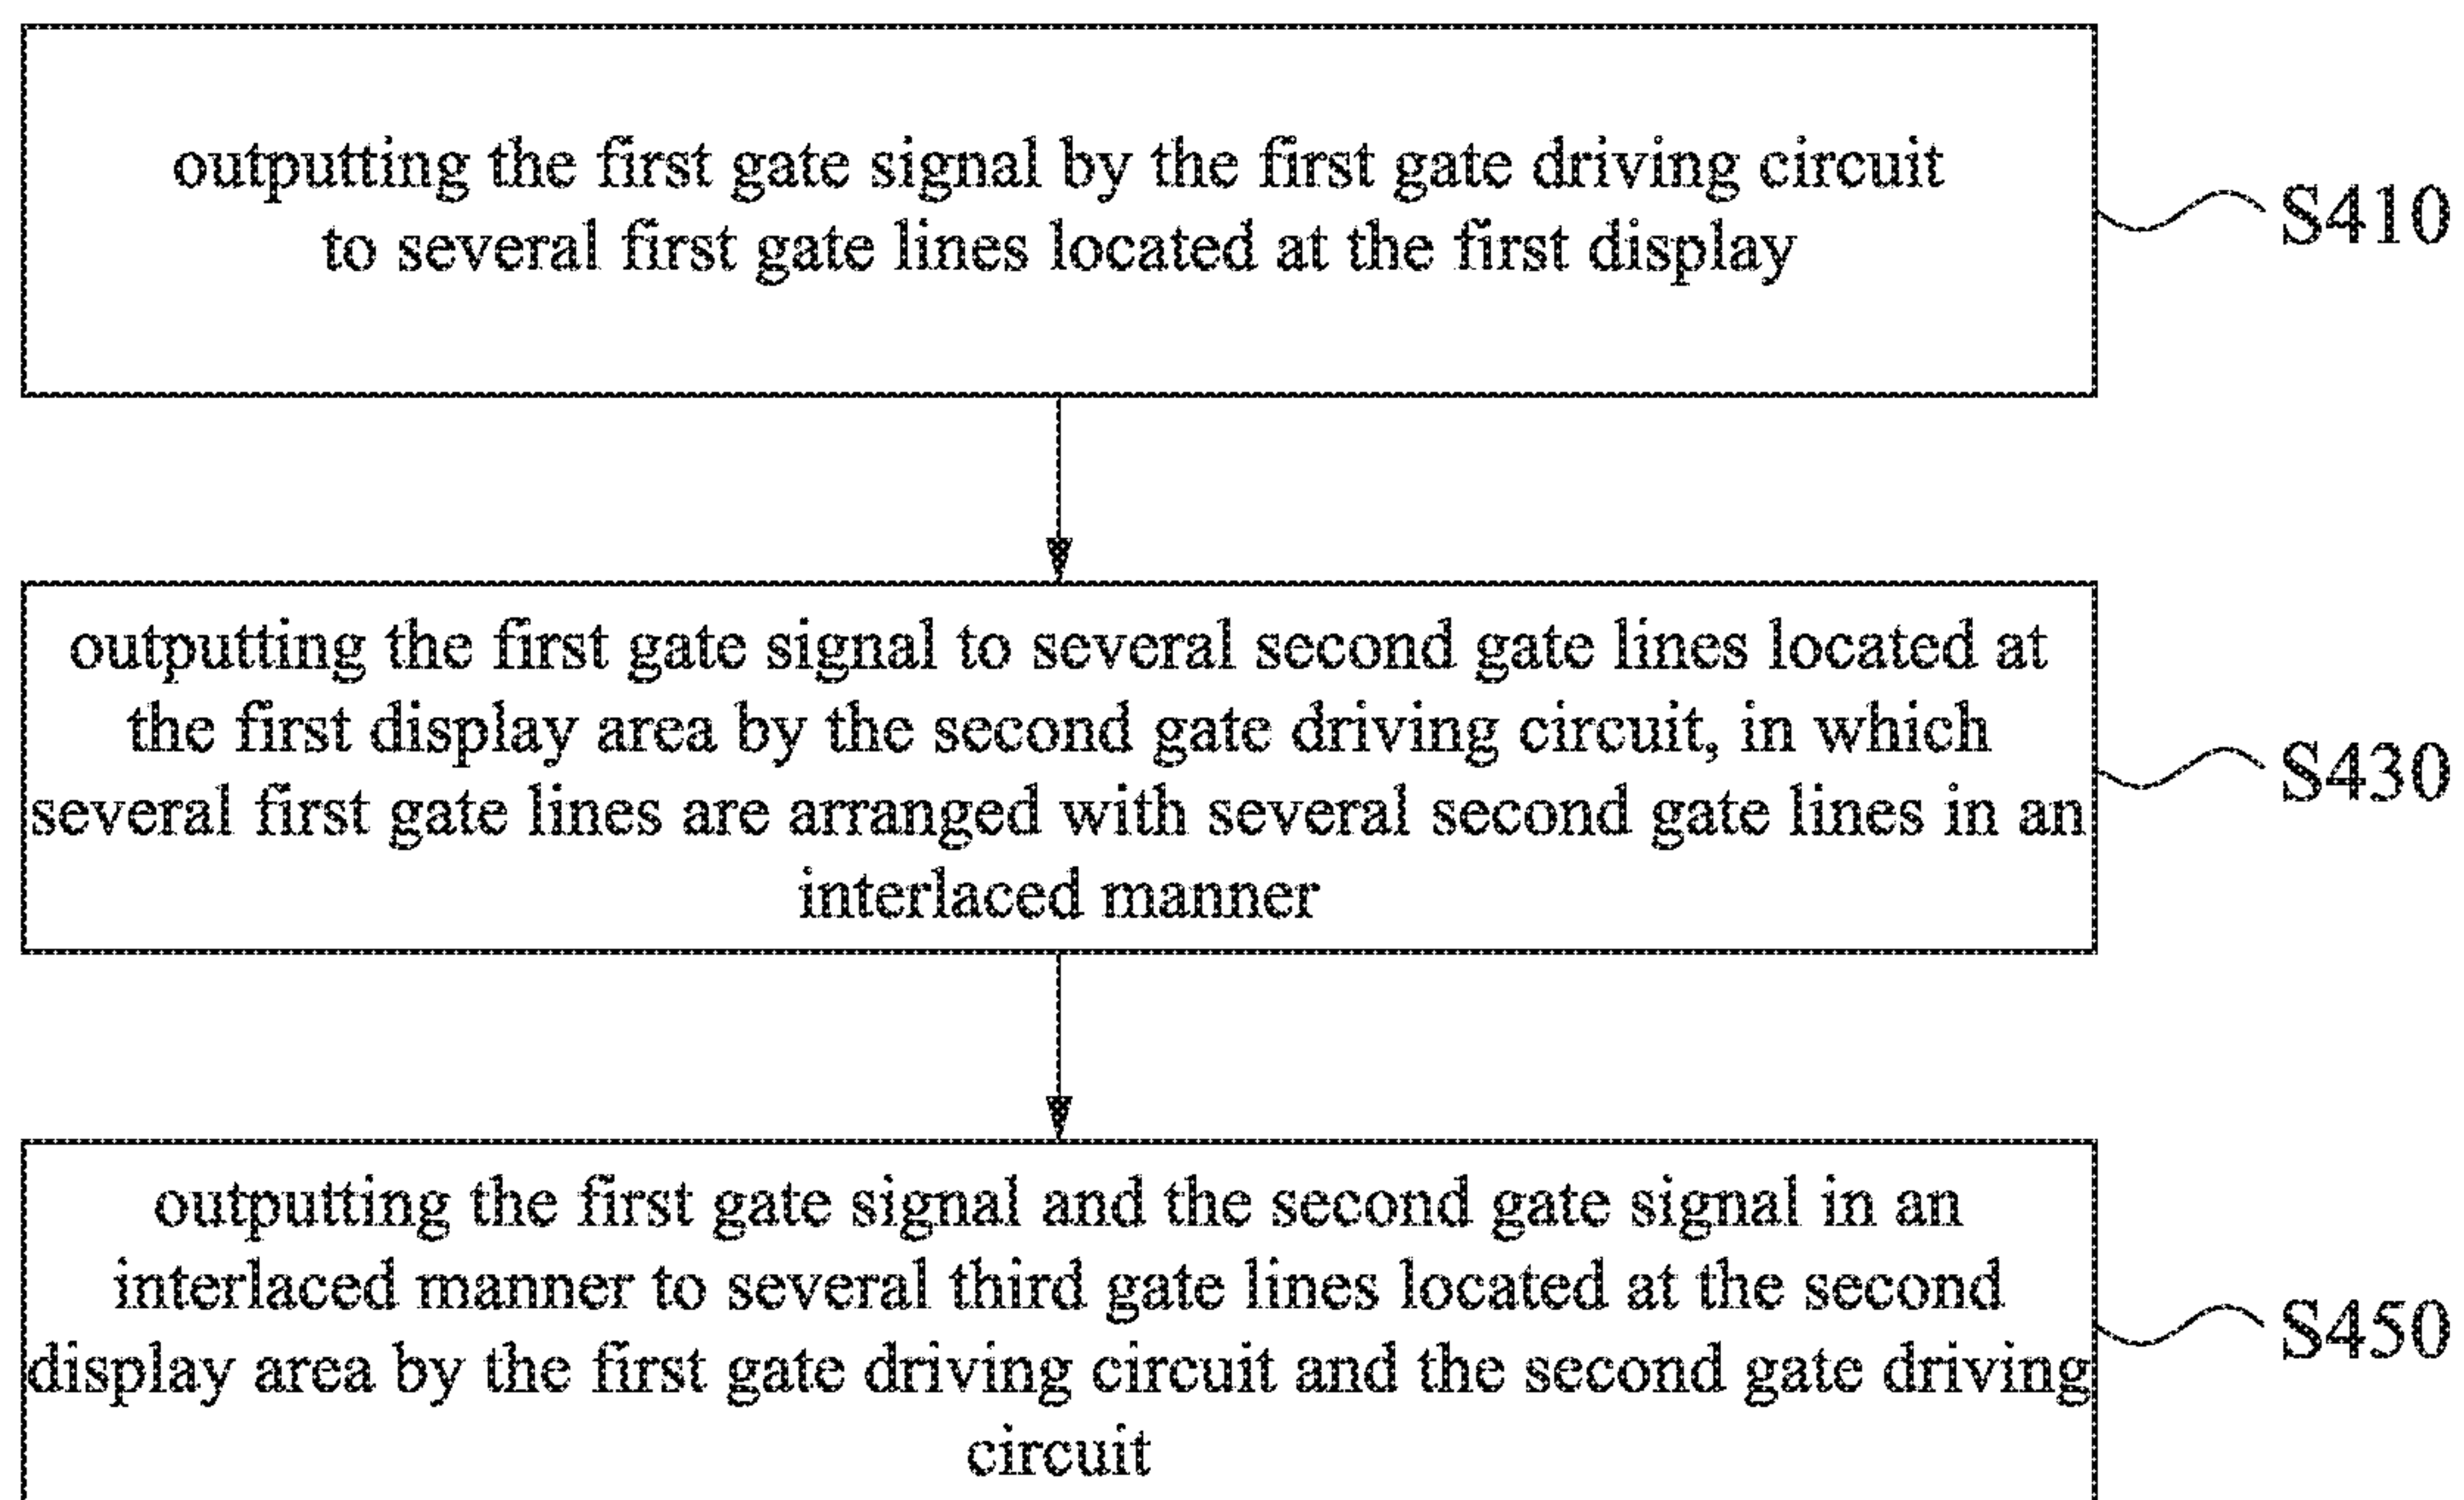 outputting the first gate signal by the first gate driving circuit
to several first gate lines located at the first display
S410
outputting the first gate signal to several second gate lines located at
the first display area by the second gate driving circuit, in which
several first gate lines are arranged with several second gate lines in an
interlaced manner
S430
outputting the first gate signal and the second gate signal in an
interlaced manner to several third gate lines located at the second
display area by the first gate driving circuit and the second gate driving
circuit
S450